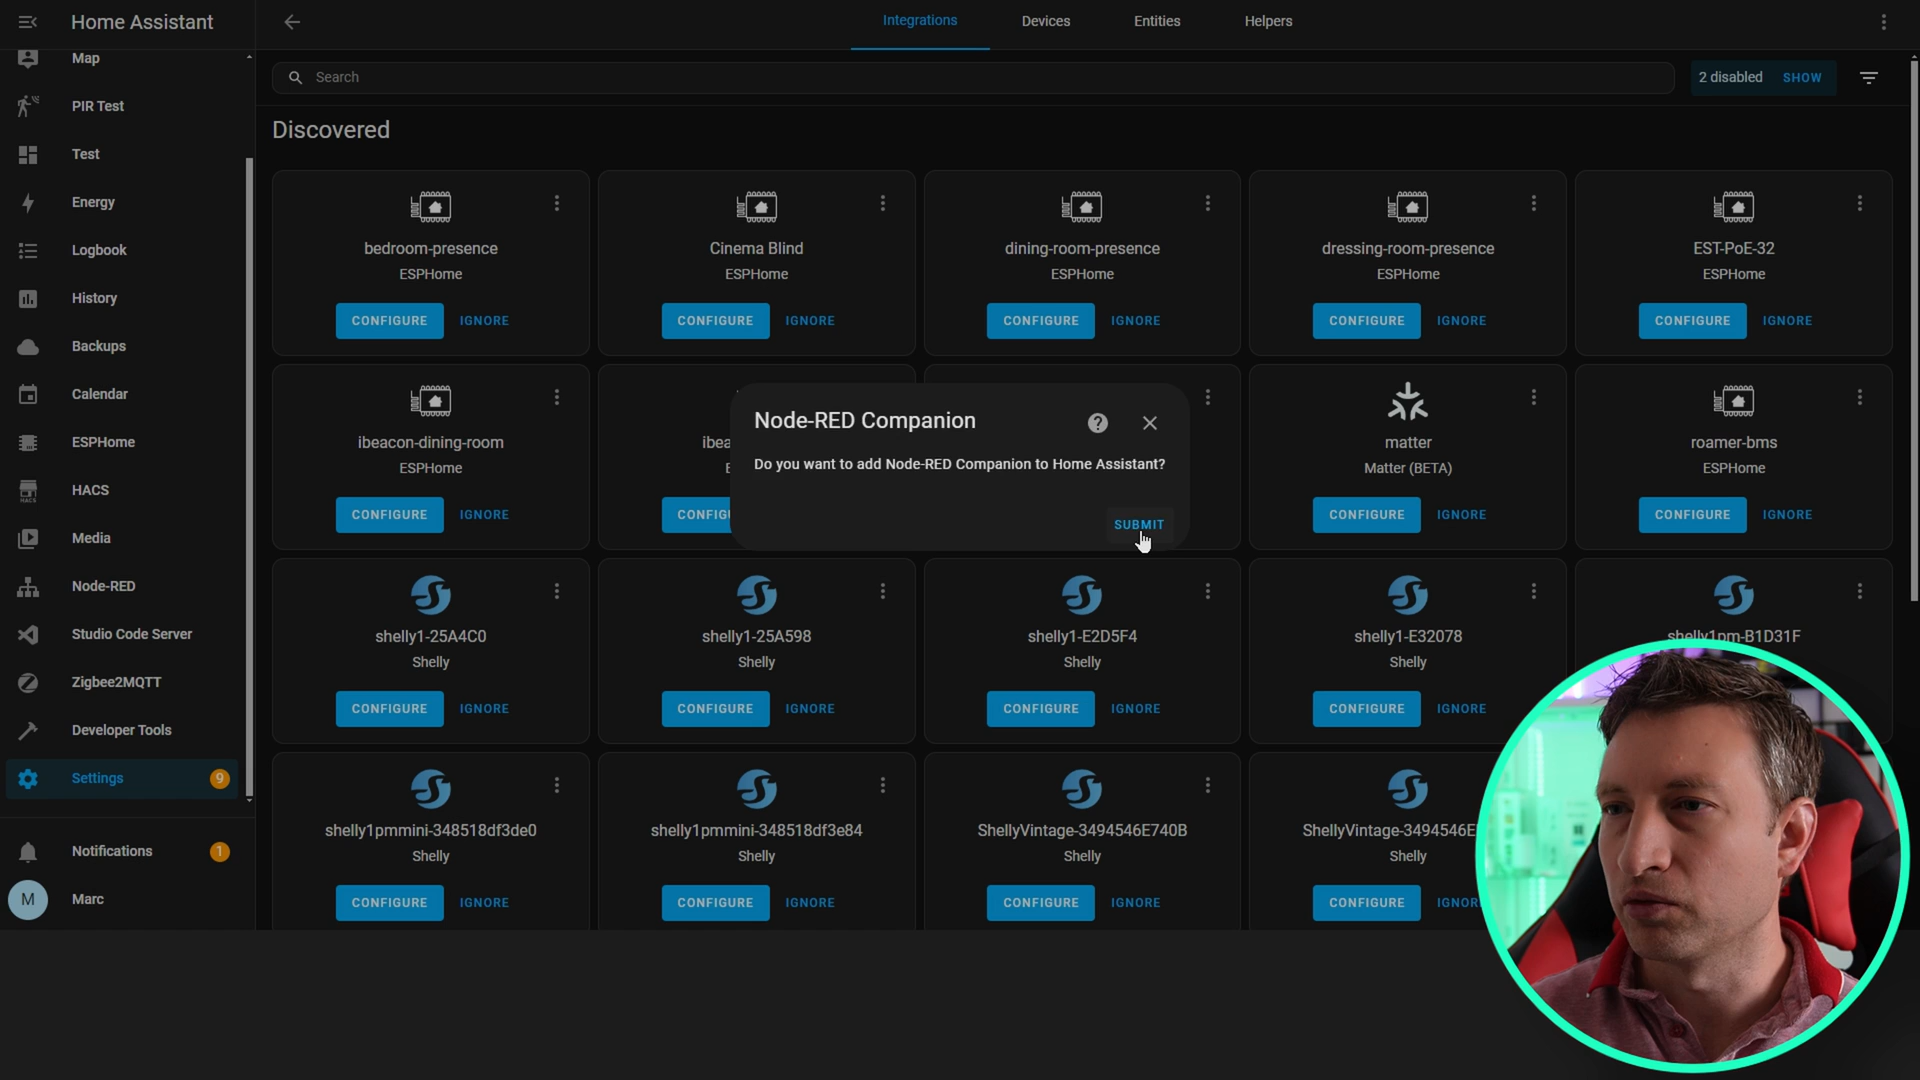 Home Assistant
Integrations
Devices
Entities
Helpers
Map
PIR Test
Test
Energy
Logbook
History
Backups
Calendar
ESPHome
HACS
HACS
Media
Node-RED
Studio Code Server
Zigbee2MQTT
Developer Tools
Settings
9
Notifications
1
M
Marc
Search
2 disabled
SHOW
Discovered
bedroom-presence
ESPHome
CONFIGURE
IGNORE
Cinema Blind
ESPHome
CONFIGURE
IGNORE
dining-room-presence
ESPHome
CONFIGURE
IGNORE
dressing-room-presence
ESPHome
CONFIGURE
IGNORE
EST-PoE-32
ESPHome
CONFIGURE
IGNORE
ibeacon-dining-room
ESPHome
CONFIGURE
IGNORE
Node-RED Companion
Do you want to add Node-RED Companion to Home Assistant?
SUBMIT
matter
Matter (BETA)
CONFIGURE
IGNORE
roamer-bms
ESPHome
CONFIGURE
IGNORE
shelly1-25A4C0
Shelly
CONFIGURE
IGNORE
shelly1-25A598
Shelly
CONFIGURE
IGNORE
shelly1-E2D5F4
Shelly
CONFIGURE
IGNORE
shelly1-E32078
Shelly
CONFIGURE
IGNORE
shelly1pm-B1D31F
shelly1pmmini-348518df3de0
Shelly
CONFIGURE
IGNORE
shelly1pmmini-348518df3e84
Shelly
CONFIGURE
IGNORE
ShellyVintage-3494546E740B
Shelly
CONFIGURE
IGNORE
ShellyVintage-3494546E
Shelly
CONFIGURE
IGNOR